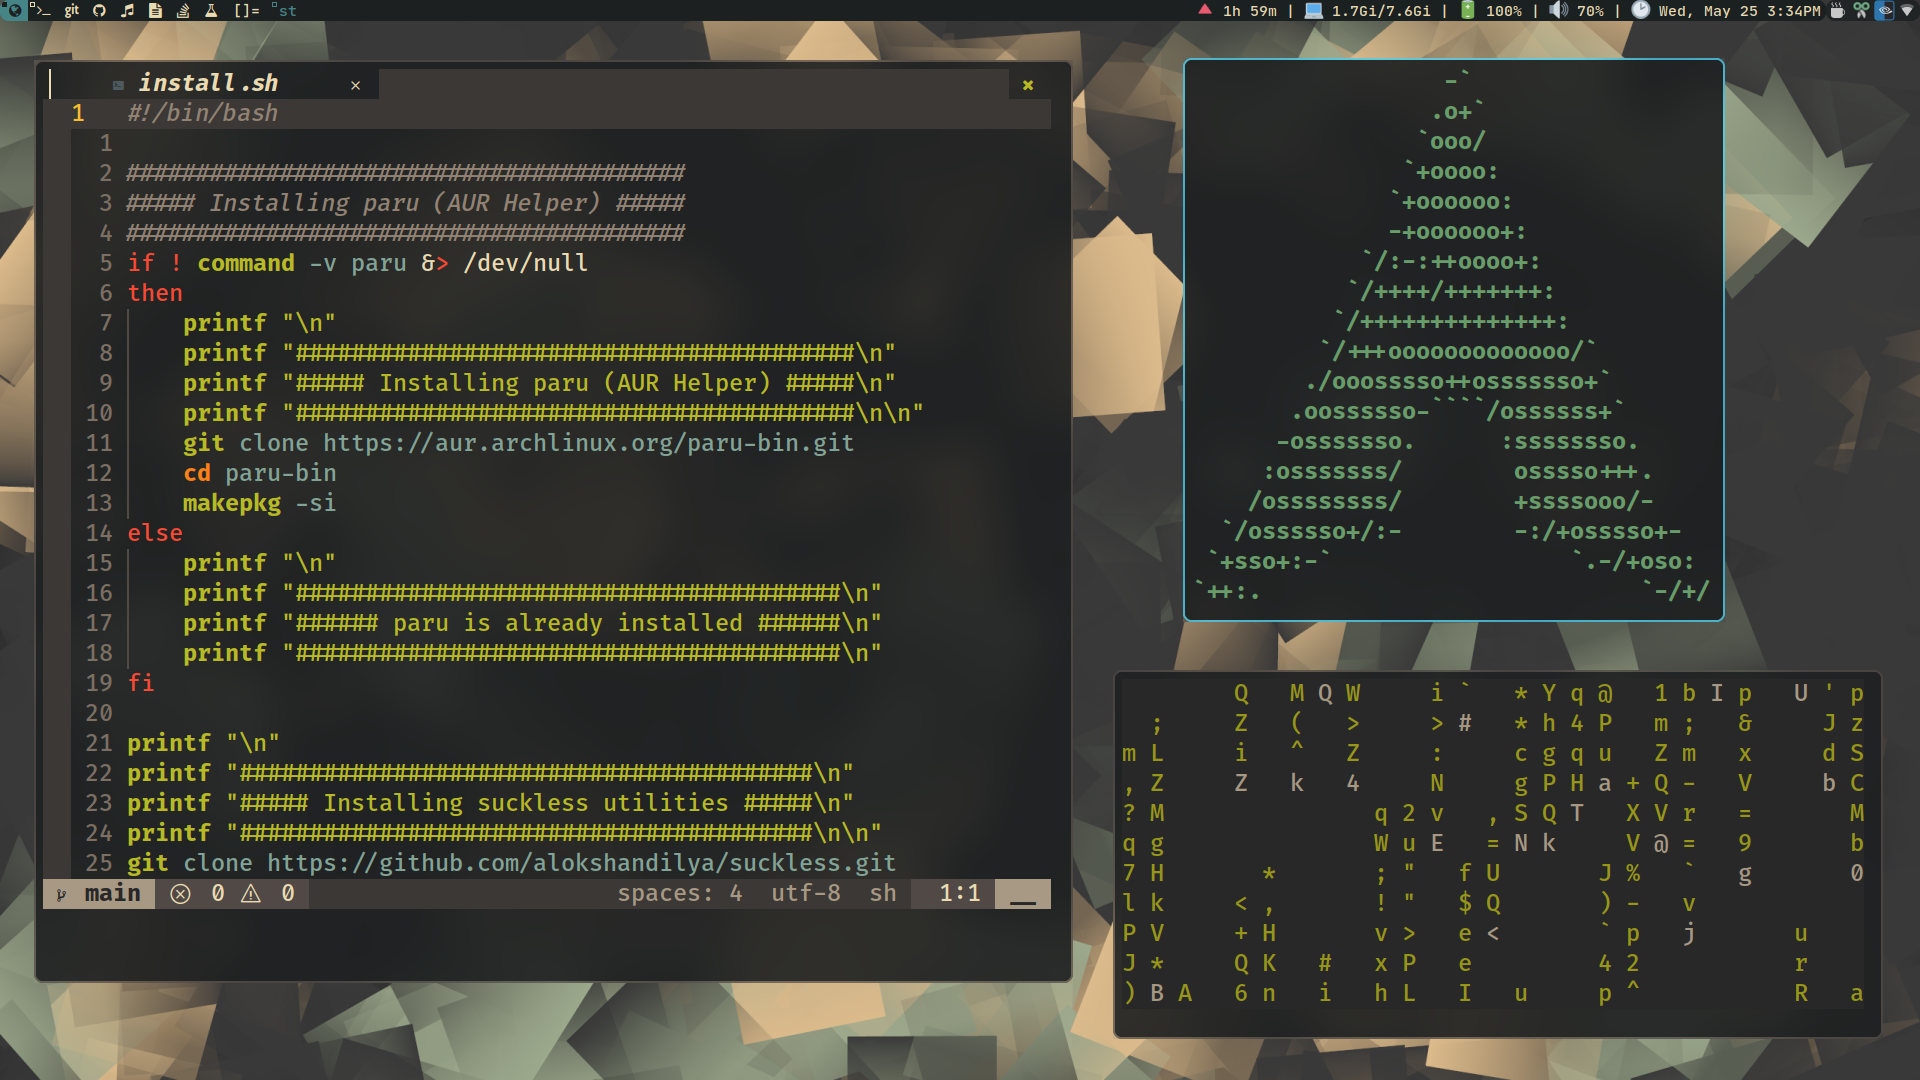 git []= st 1h 59m | 1.7Gi/7.6Gi | 100% | 70% | Wed, May 25 3:34PM
install.sh ×
1 #!/bin/bash
1
2 ########################################
3 ##### Installing paru (AUR Helper) #####
4 ########################################
5 if ! command -v paru &> /dev/null
6 then
7 printf "\n"
8 printf "########################################\n"
9 printf "##### Installing paru (AUR Helper) #####\n"
10 printf "########################################\n\n"
11 git clone https://aur.archlinux.org/paru-bin.git
12 cd paru-bin
13 makepkg -si
14 else
15 printf "\n"
16 printf "#######################################\n"
17 printf "###### paru is already installed ######\n"
18 printf "#######################################\n"
19 fi
20
21 printf "\n"
22 printf "#########################################\n"
23 printf "##### Installing suckless utilities #####\n"
24 printf "#########################################\n\n"
25 git clone https://github.com/alokshandilya/suckless.git
main 0 0 spaces: 4 utf-8 sh 1:1 __
-`
.o+`
`ooo/
`+oooo:
`+oooooo:
-+oooooo+:
`/:-:++oooo+:
`/++++/+++++++:
`/++++++++++++++:
`/+++ooooooooooooo/`
./ooosssso++osssssso+`
.oossssso-````/ossssss+`
-osssssso. :ssssssso.
:osssssss/ osssso+++.
/ossssssss/ +ssssooo/-
`/ossssso+/:- -:/+osssso+-
`+sso+:-` `.-/+oso:
`++:. `-/+/
Q M Q W i ` * Y q @ 1 b I p U ' p
; Z ( > > # * h 4 P m ; & J z
m L i ^ Z : c g q u Z m x d S
, Z Z k 4 N g P H a + Q - V b C
? M q 2 v , S Q T X V r = M
q g W u E = N k V @ = 9 b
7 H * ; " f U J % ` g 0
l k < , ! " $ Q ) - v
P V + H v > e < ` p j u
J * Q K # x P e 4 2 r
) B A 6 n i h L I u p ^ R a